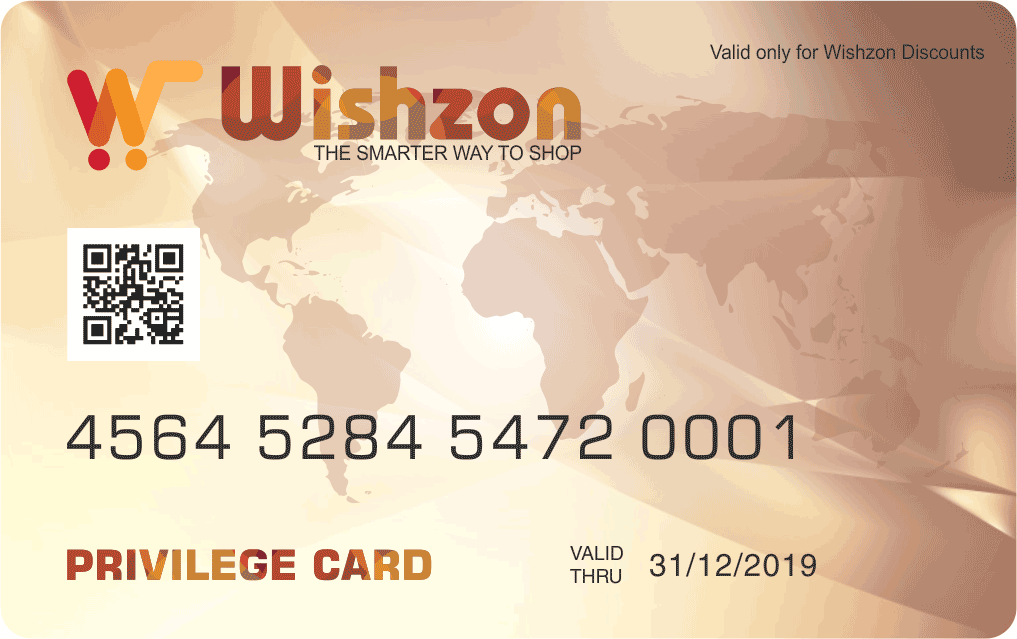 Valid only for Wishzon Discounts
Wishzon
THE SMARTER WAY TO SHOP
4564 5284 5472 0001
PRIVILEGE CARD
VALID
THRU
31/12/2019